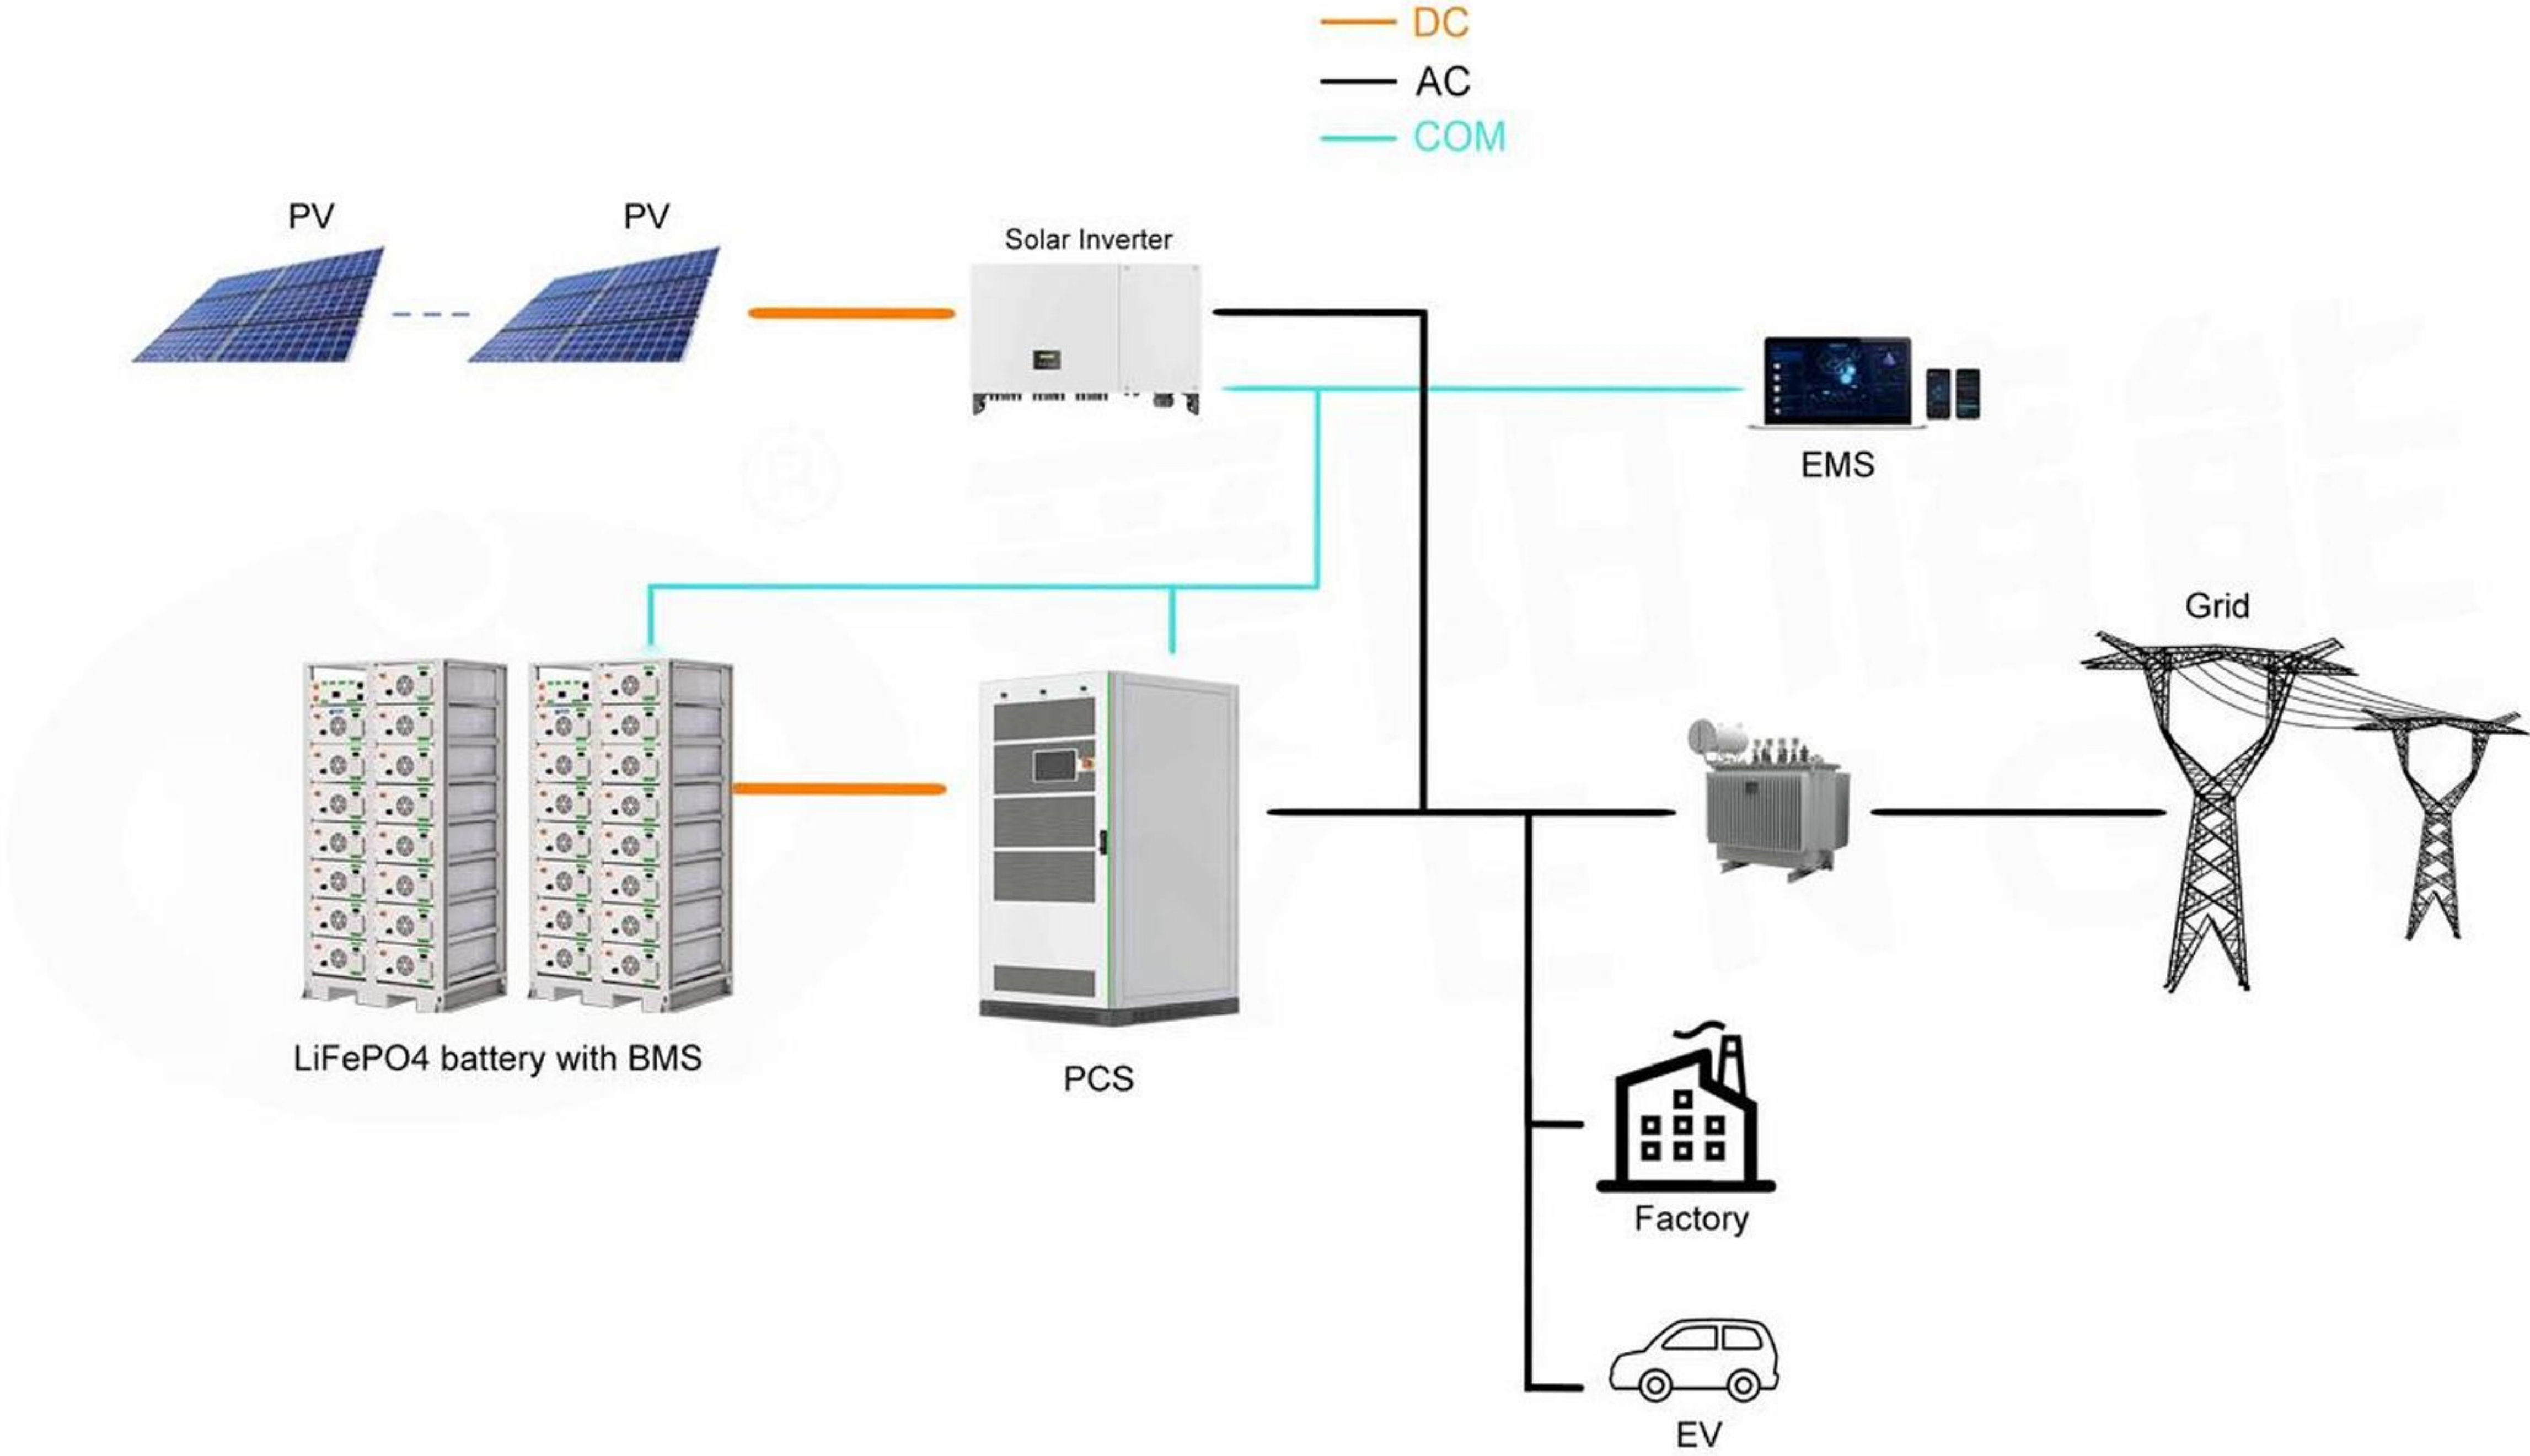 DC
AC
COM
PV
PV
Solar Inverter
EMS
Grid
LiFePO4 battery with BMS
PCS
Factory
EV